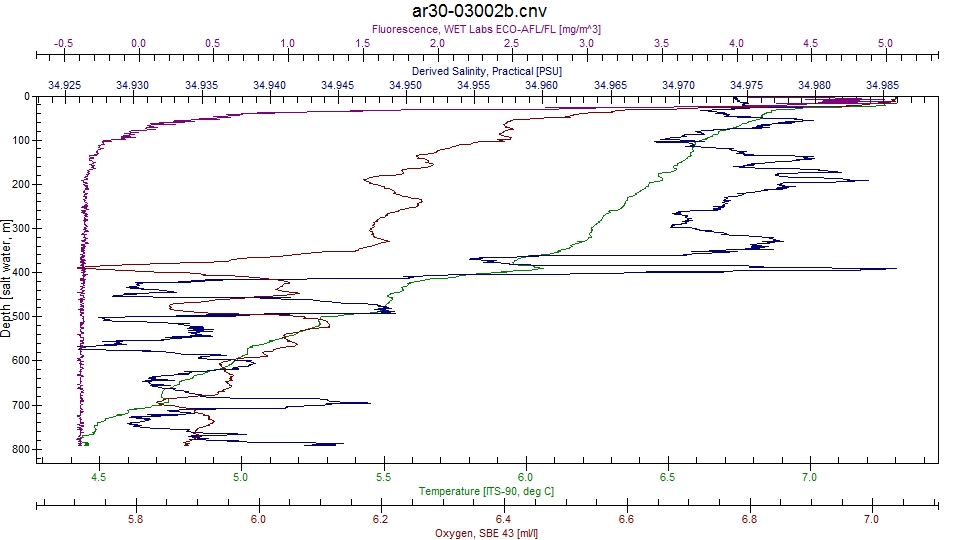 ar30-03002b.cnv
Fluorescence, WET Labs ECO-AFL/FL [mg/m^3]
-0.5 0.0 0.5 1.0 1.5 2.0 2.5 3.0 3.6 4.0 4.5 5.0
Derived Salinity, Practical [PSU]
34.925 34.930 34.935 34.940 34.945 34.950 34.955 34.960 34.965 34.970 34.975 34.980 34.985
0
100
200
300
400
500
600
700
800
Depth [salt water, m]
4.5 5.0 5.5 6.0 6.5 7.0
Temperature [ITS-90, deg C]
5.8 6.0 6.2 6.4 6.6 6.8 7.0
Oxygen, SBE 43 [ml/l]